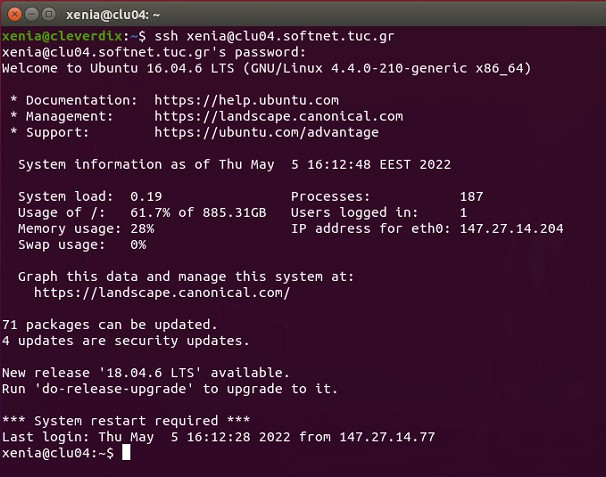 xenia@clu04: ~
xenia@cleverdix:~$ ssh xenia@clu04.softnet.tuc.gr
xenia@clu04.softnet.tuc.gr's password:
Welcome to Ubuntu 16.04.6 LTS (GNU/Linux 4.4.0-210-generic x86_64)
* Documentation:  https://help.ubuntu.com
* Management:     https://landscape.canonical.com
* Support:        https://ubuntu.com/advantage
System information as of Thu May  5 16:12:48 EEST 2022
System load:  0.19                Processes:           187
Usage of /:   61.7% of 885.31GB   Users logged in:     1
Memory usage: 28%                 IP address for eth0: 147.27.14.204
Swap usage:   0%
Graph this data and manage this system at:
https://landscape.canonical.com/
71 packages can be updated.
4 updates are security updates.
New release '18.04.6 LTS' available.
Run 'do-release-upgrade' to upgrade to it.
*** System restart required ***
Last login: Thu May  5 16:12:28 2022 from 147.27.14.77
xenia@clu04:~$